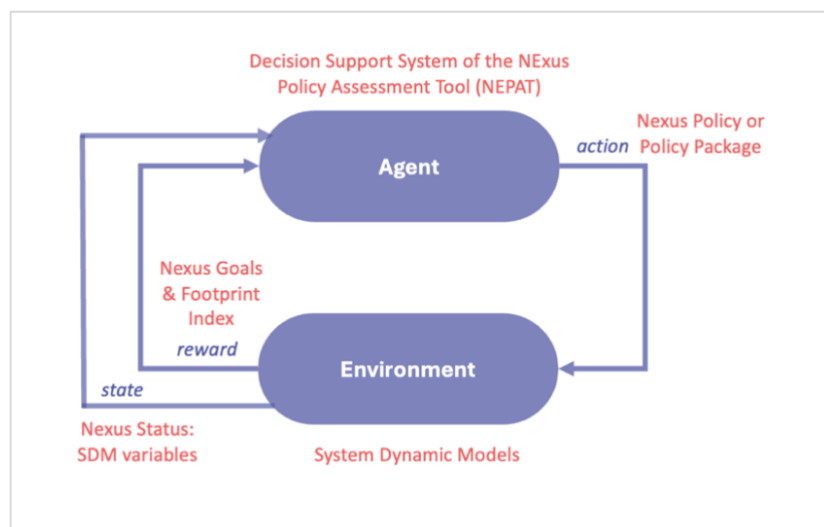 Decision Support System of the NExus
Policy Assessment Tool (NEPAT)
Agent
action
Nexus Policy or
Policy Package
Nexus Goals
& Footprint
Index
reward
Environment
state
Nexus Status:
SDM variables
System Dynamic Models